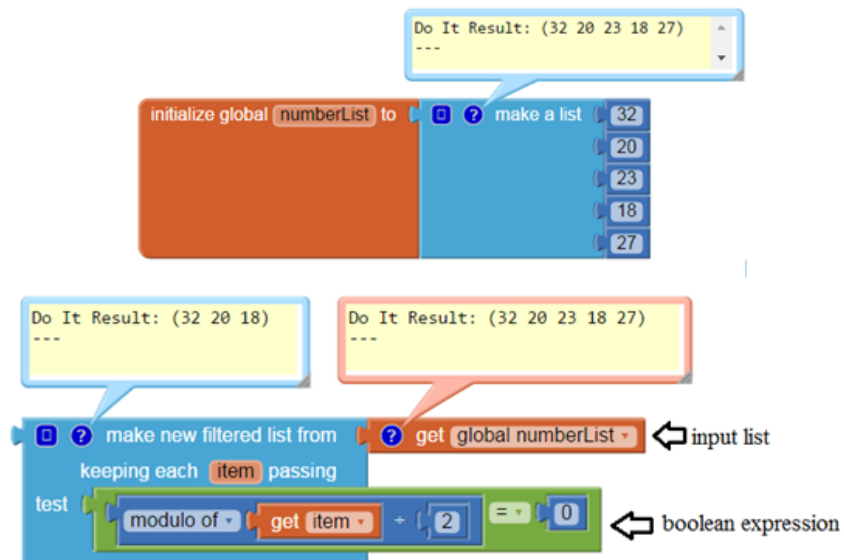 Do It Result: (32 20 23 18 27)
---
initialize global numberList to make a list 32
20
23
18
27
Do It Result: (32 20 18)
---
Do It Result: (32 20 23 18 27)
---
? make new filtered list from ? get global numberList
input list
keeping each item passing
test modulo of get item ÷ 2 = 0
boolean expression